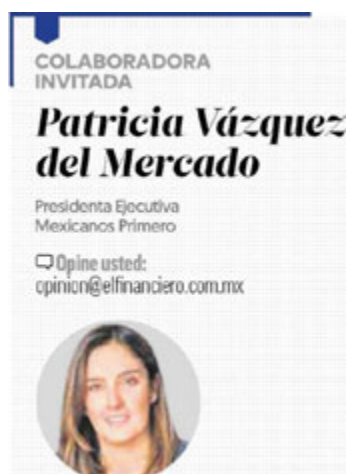 COLABORADORA
INVITADA
Patricia Vázquez
del Mercado
Presidenta Ejecutiva
Mexicanos Primero
Opine usted:
opinion@elfinanciero.com.mx